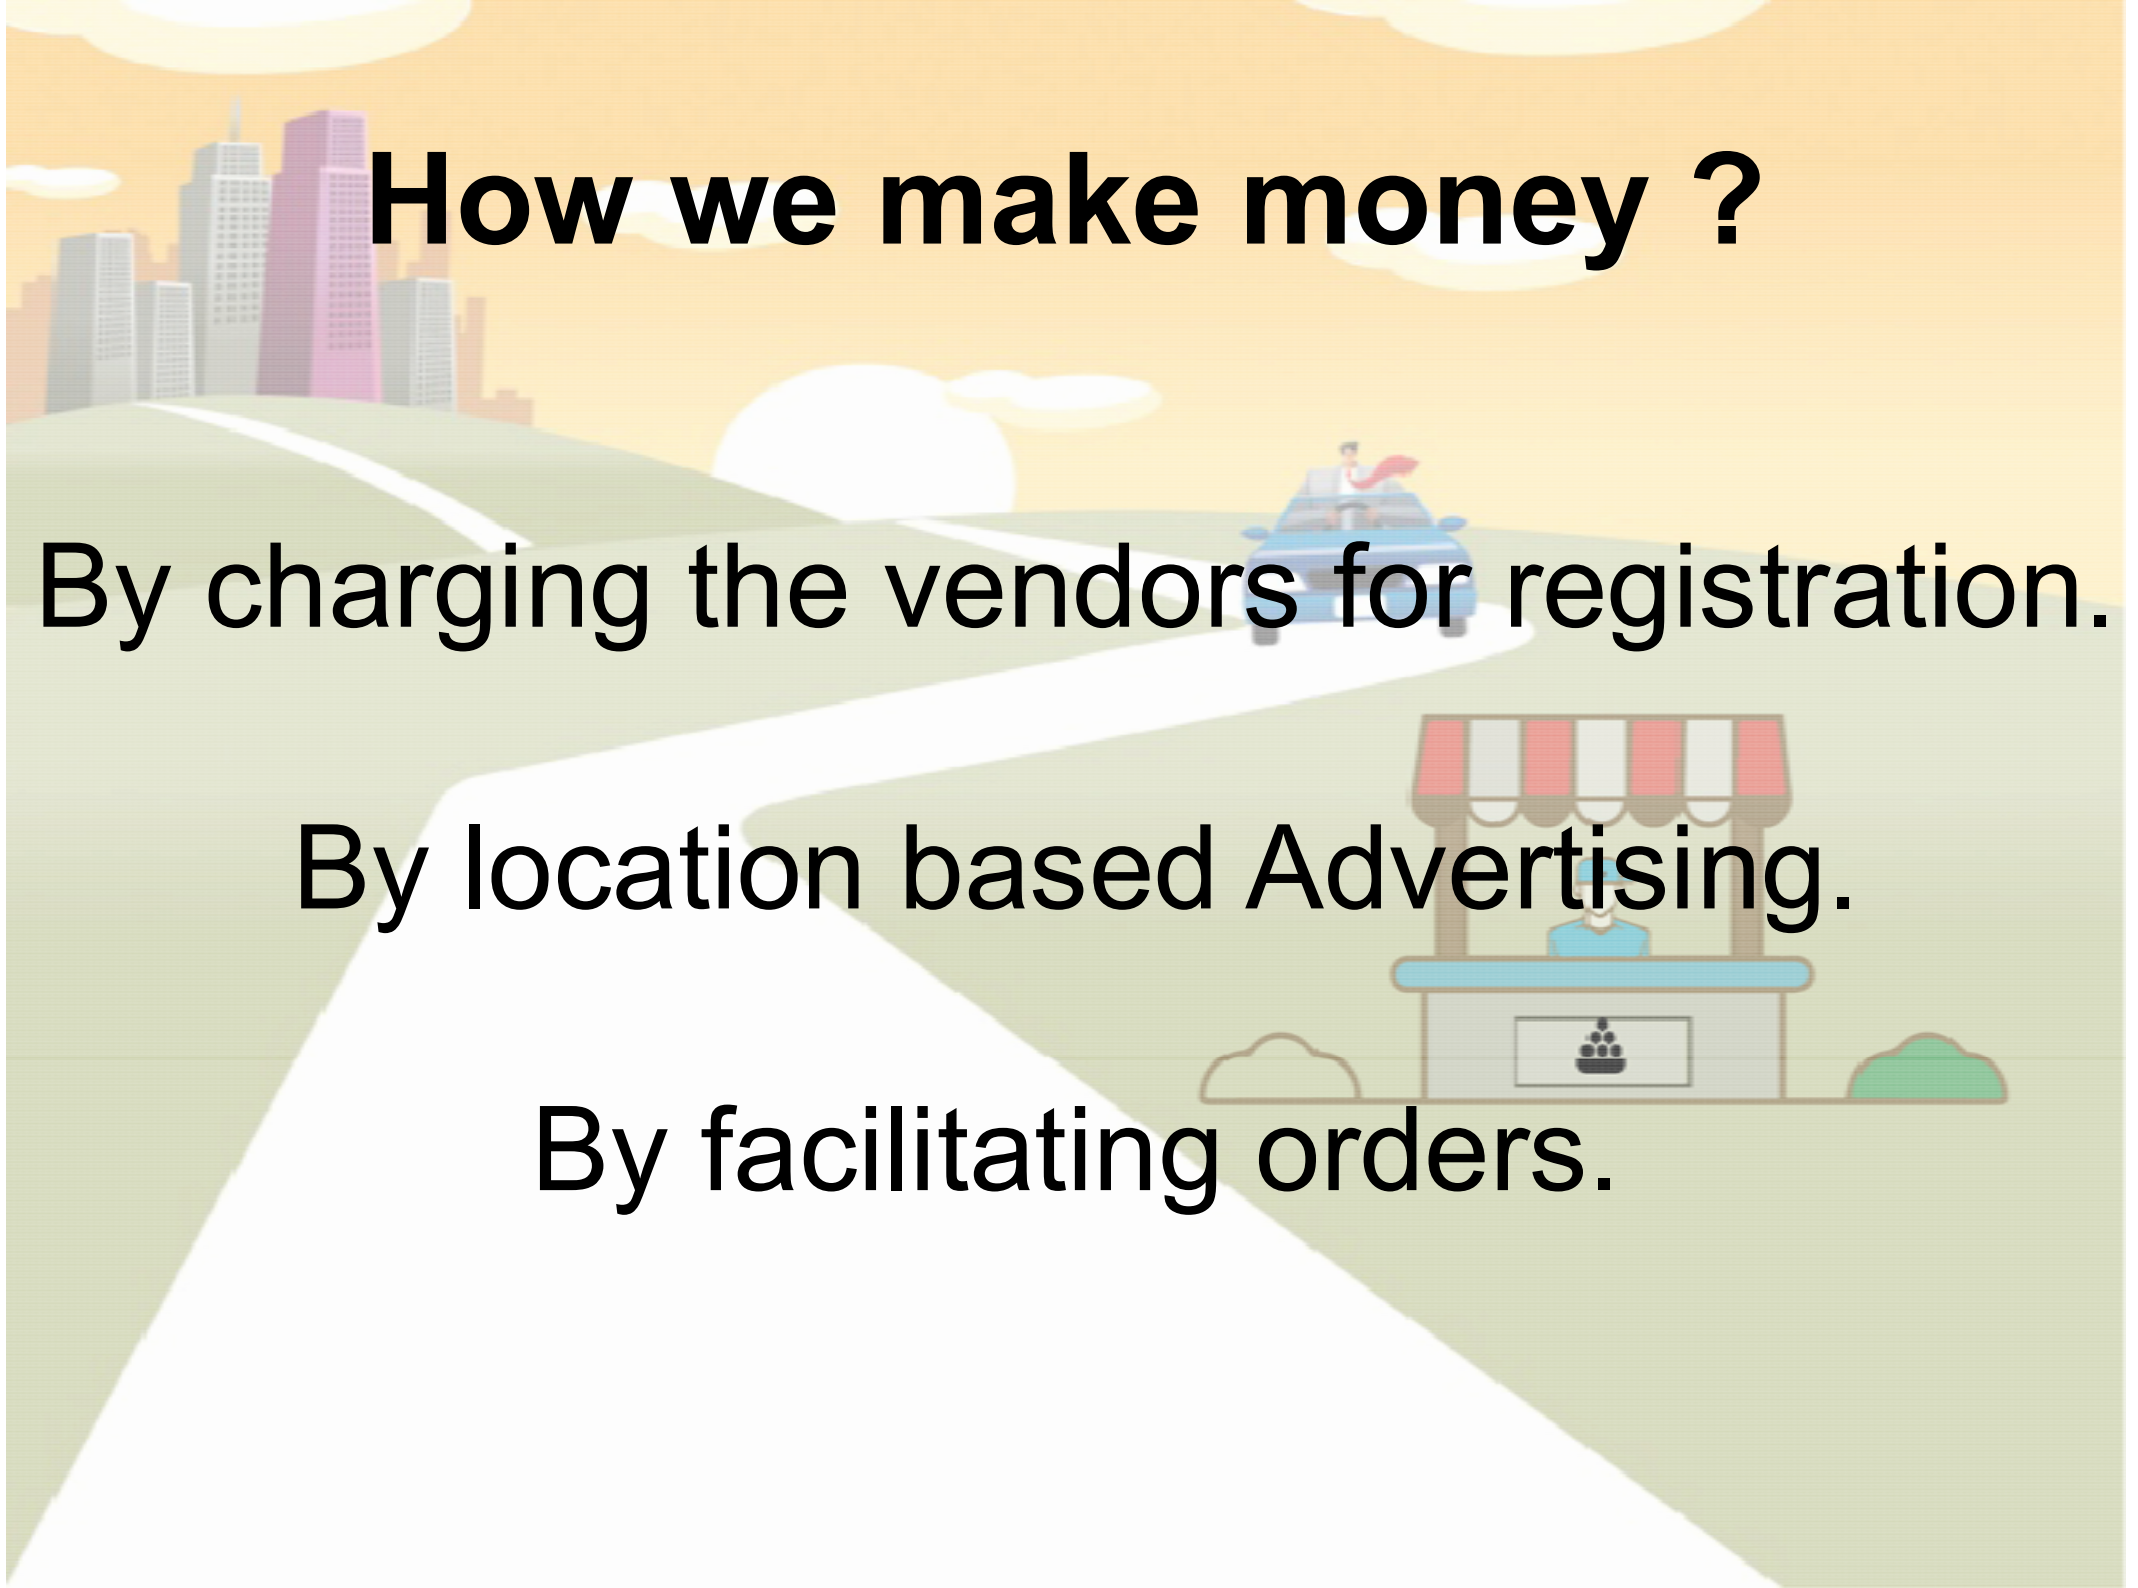 How we make money ?
By charging the vendors for registration.
By location based Advertising.
By facilitating orders.